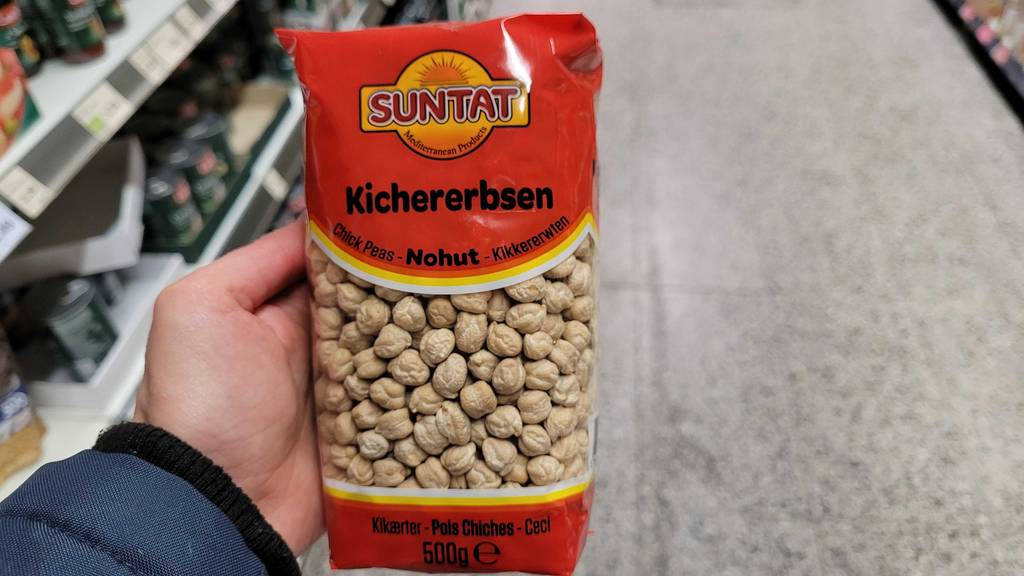 SUNTAT
Mediterranean Products
Kichererbsen
Chick Peas - Nohut - Kikkererwten
Kikærter - Pois Chiches - Ceci
500g ℮